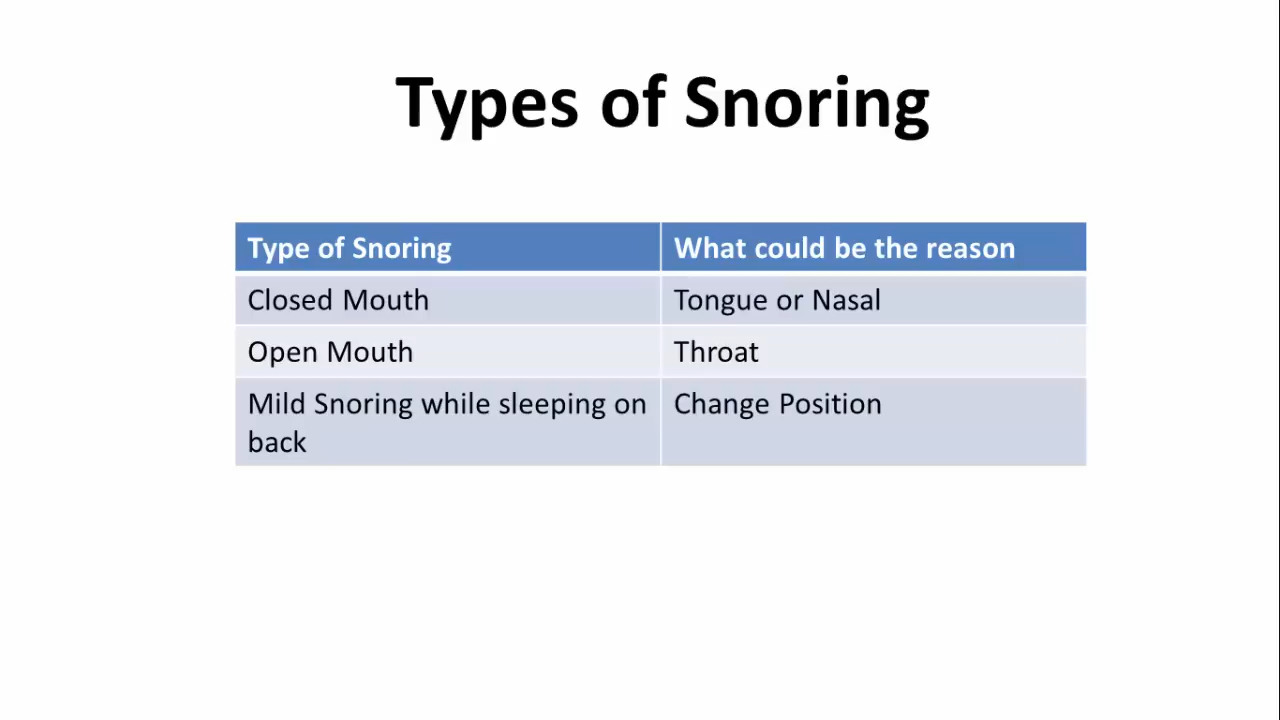 Types of Snoring
Type of Snoring
What could be the reason
Closed Mouth
Tongue or Nasal
Open Mouth
Throat
Mild Snoring while sleeping on
back
Change Position